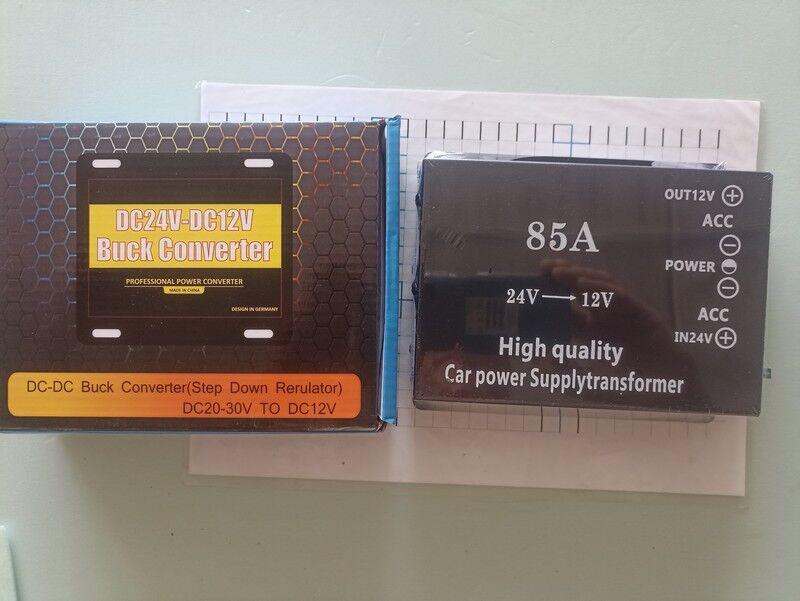 DC24V-DC12V
Buck Converter
PROFESSIONAL POWER CONVERTER
MADE IN CHINA
DESIGN IN GERMANY
DC-DC Buck Converter(Step Down Rerulator)
DC20-30V TO DC12V
85A
24V → 12V
High quality
Car power Supplytransformer
OUT12V +
ACC
-
POWER
-
ACC
IN24V +